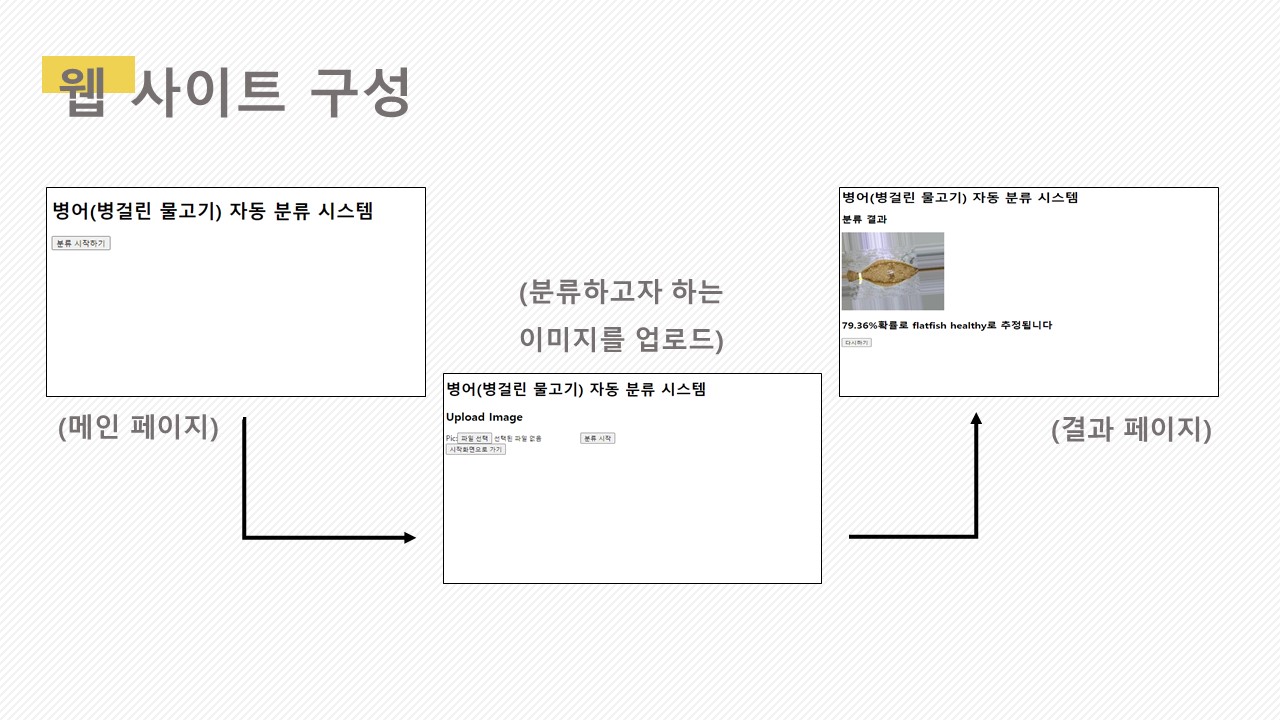 웹 사이트 구성
병어(병걸린 물고기) 자동 분류 시스템
분류 시작하기
(메인 페이지)
(분류하고자 하는
이미지를 업로드)
병어(병걸린 물고기) 자동 분류 시스템
Upload Image
Pic: 파일 선택 선택된 파일 없음 분류 시작
시작화면으로 가기
병어(병걸린 물고기) 자동 분류 시스템
분류 결과
79.36%확률로 flatfish healthy로 추정됩니다
다시하기
(결과 페이지)